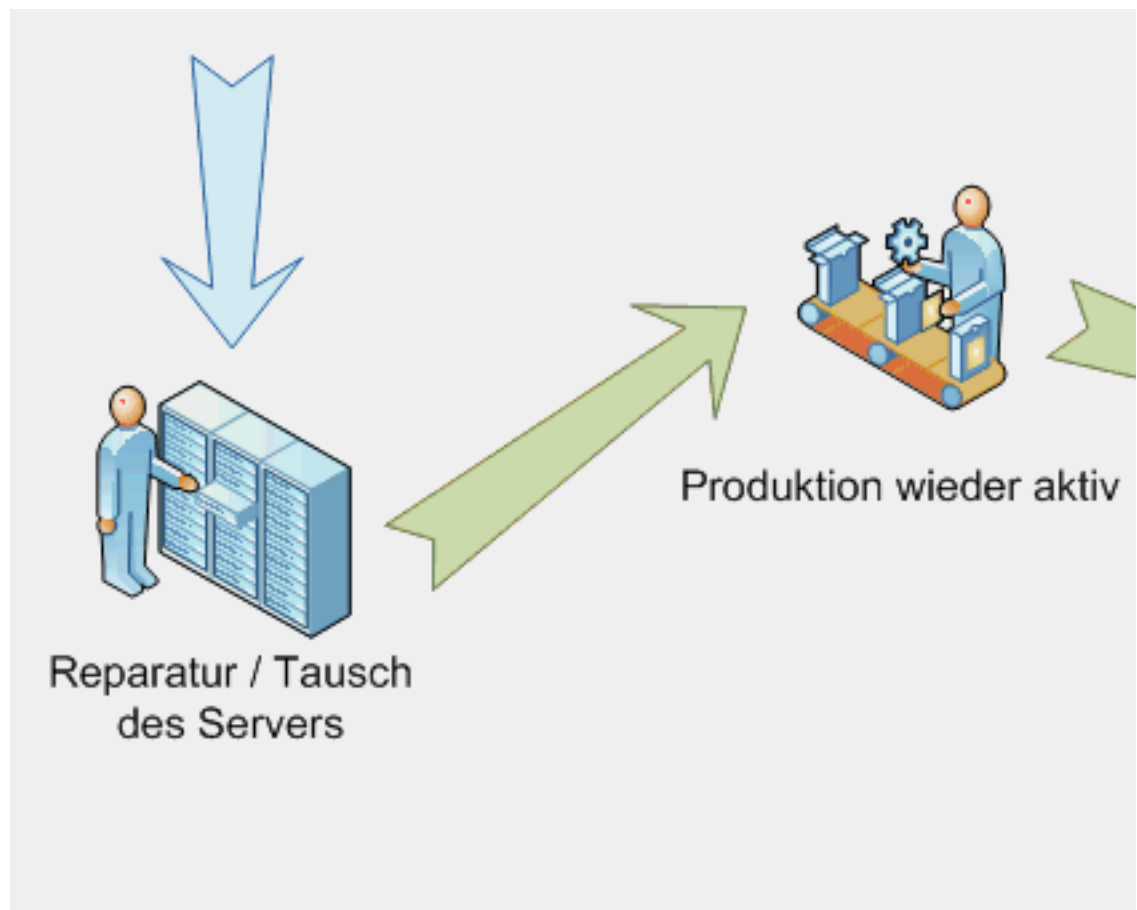 Produktion wieder aktiv
Reparatur / Tausch
des Servers